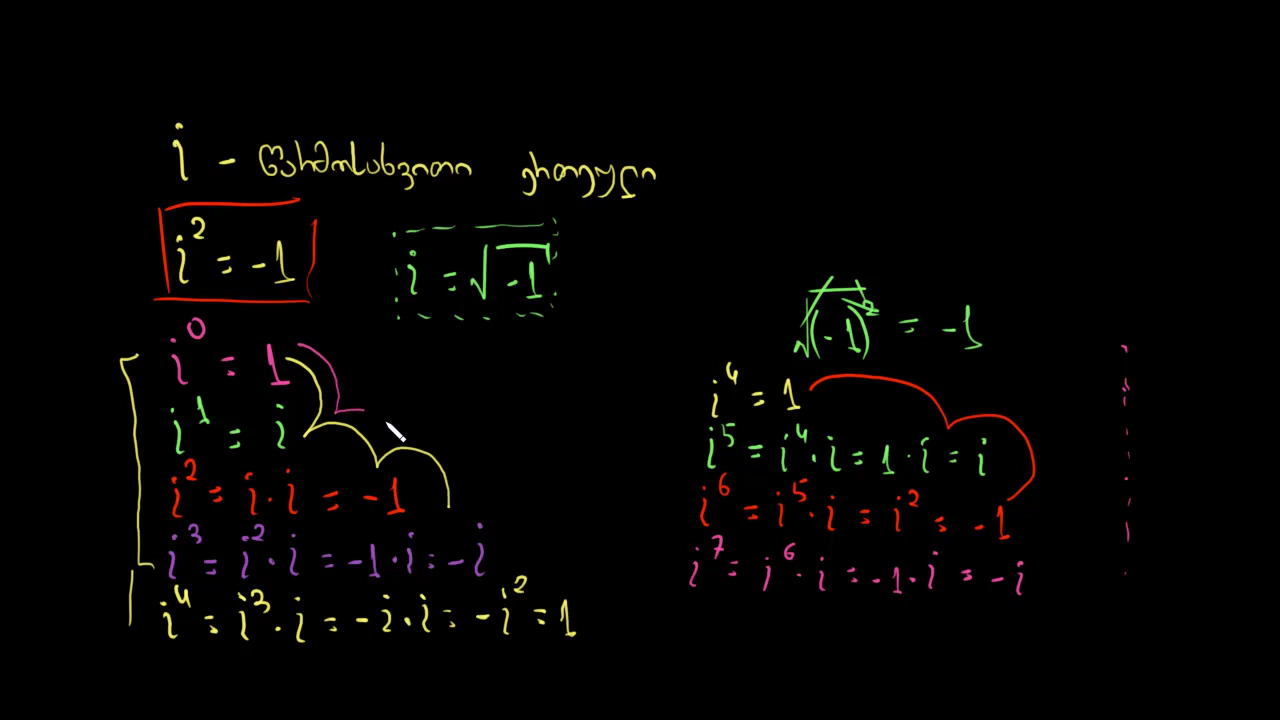 i - წარმოსახვითი ერთეული
i² = -1
i = √-1
i⁰ = 1
i¹ = i
i² = i · i = -1
i³ = i² · i = -1 · i = -i
i⁴ = i³ · i = -i · i = -i² = 1
√(-1)² = -1
i⁴ = 1
i⁵ = i⁴ · i = 1 · i = i
i⁶ = i⁵ · i = i² = -1
i⁷ = i⁶ · i = -1 · i = -i